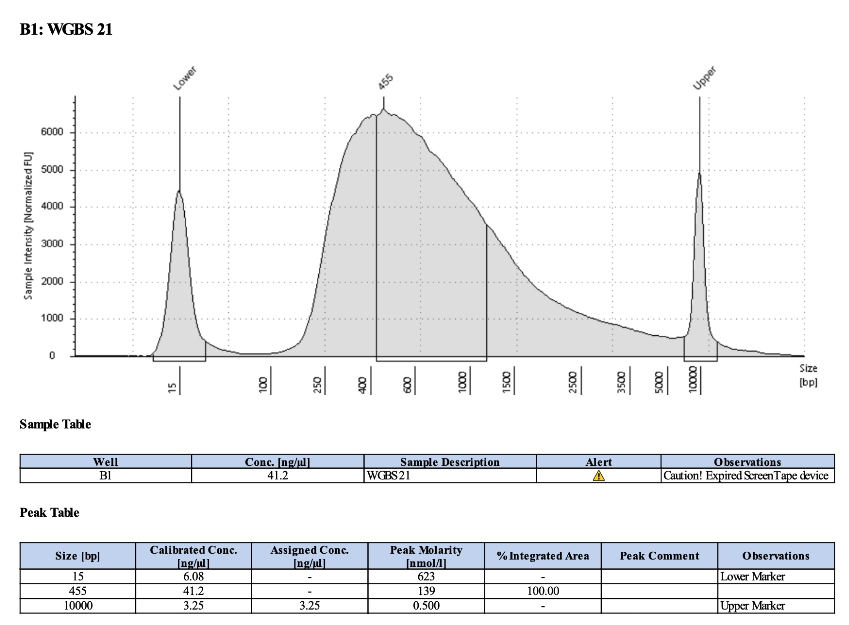 B1: WGBS 21
Lower
455
Upper
Sample Intensity [Normalized FU]
6000
5000
4000
3000
2000
1000
0
15
100
250
400
600
1000
1500
2500
3500
5000
10000
Size
[bp]
Sample Table
Well Conc. [ng/µl] Sample Description Alert Observations
B1 41.2 WGBS 21 Caution! Expired ScreenTape device
Peak Table
Size [bp] Calibrated Conc. [ng/µl] Assigned Conc. [ng/µl] Peak Molarity [nmol/l] % Integrated Area Peak Comment Observations
15 6.08 - 623 - Lower Marker
455 41.2 - 139 100.00
10000 3.25 3.25 0.500 - Upper Marker